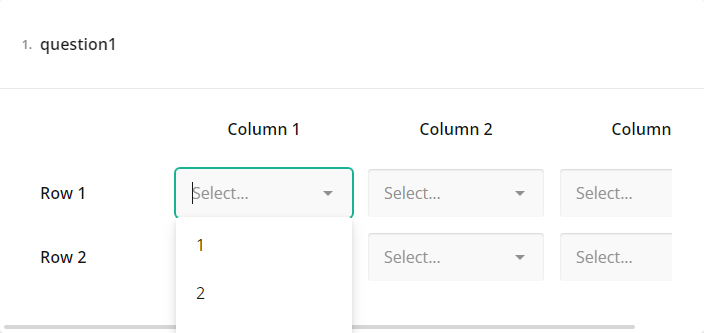 1. question1
Column 1 Column 2 Column
Row 1 Select... Select... Select...
1
Row 2 Select... Select...
2